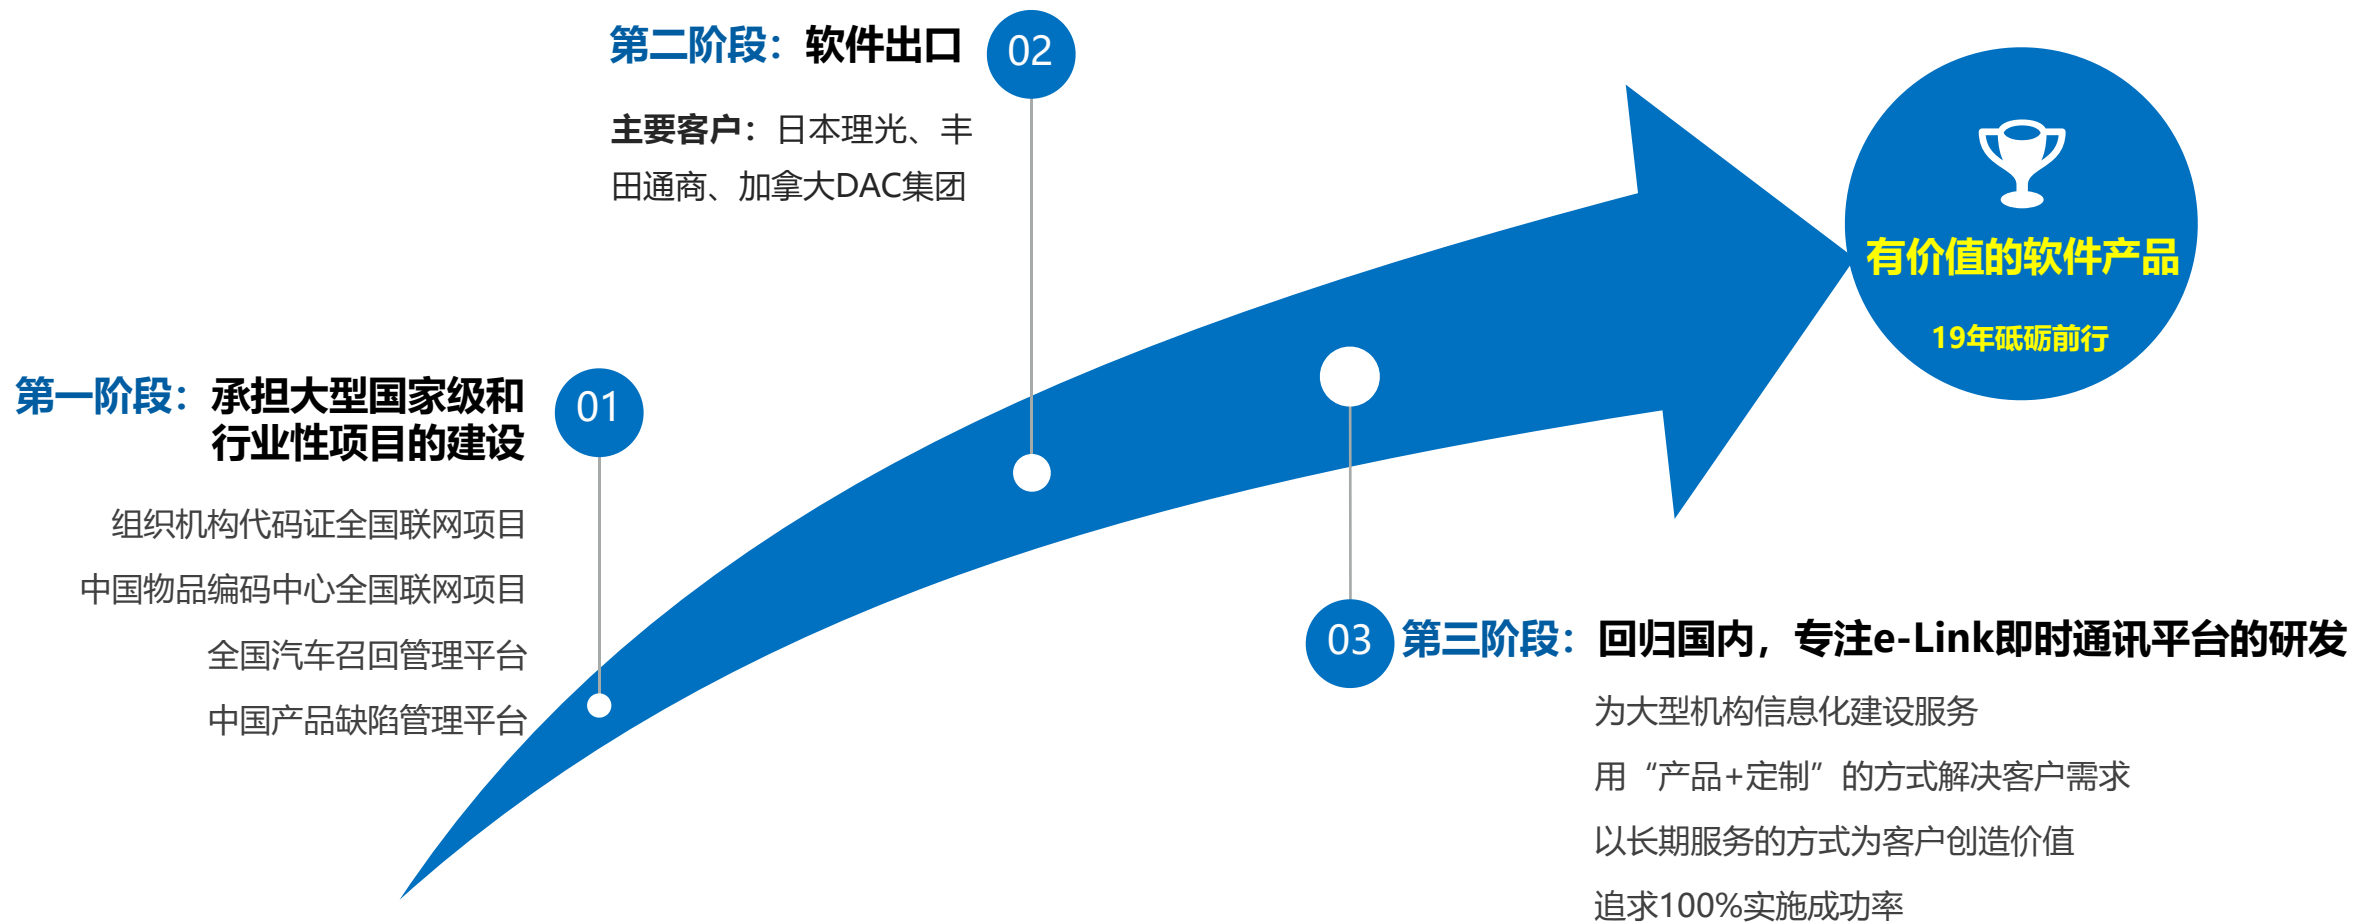 第一阶段：承担大型国家级和
行业性项目的建设
01
组织机构代码证全国联网项目
中国物品编码中心全国联网项目
全国汽车召回管理平台
中国产品缺陷管理平台
第二阶段：软件出口
02
主要客户：日本理光、丰
田通商、加拿大DAC集团
03
第三阶段：回归国内，专注e-Link即时通讯平台的研发
为大型机构信息化建设服务
用“产品+定制”的方式解决客户需求
以长期服务的方式为客户创造价值
追求100%实施成功率
有价值的软件产品
19年砥砺前行